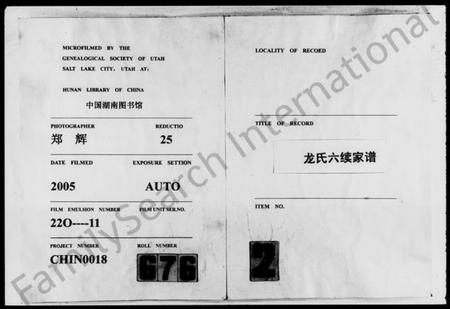 MICROFILMED BY THE
GENEALOGICAL SOCIETY OF UTAH
SALT LAKE CITY, UTAH AT:
HUNAN LIBRARY OF CHINA
中国湖南图书馆
PHOTOGRAPHER REDUCTIO
郑 辉 25
DATE FILMED EXPOSURE SETTION
2005 AUTO
FILM EMULSION NUMBER FILM UNIT SER.NO.
22O----11
PROJECT NUMBER ROLL NUMBER
CHIN0018 676
LOCALITY OF RECOED
TITLE OF RECORD
龙氏六续家谱
ITEM NO.
2
FamilySearch International